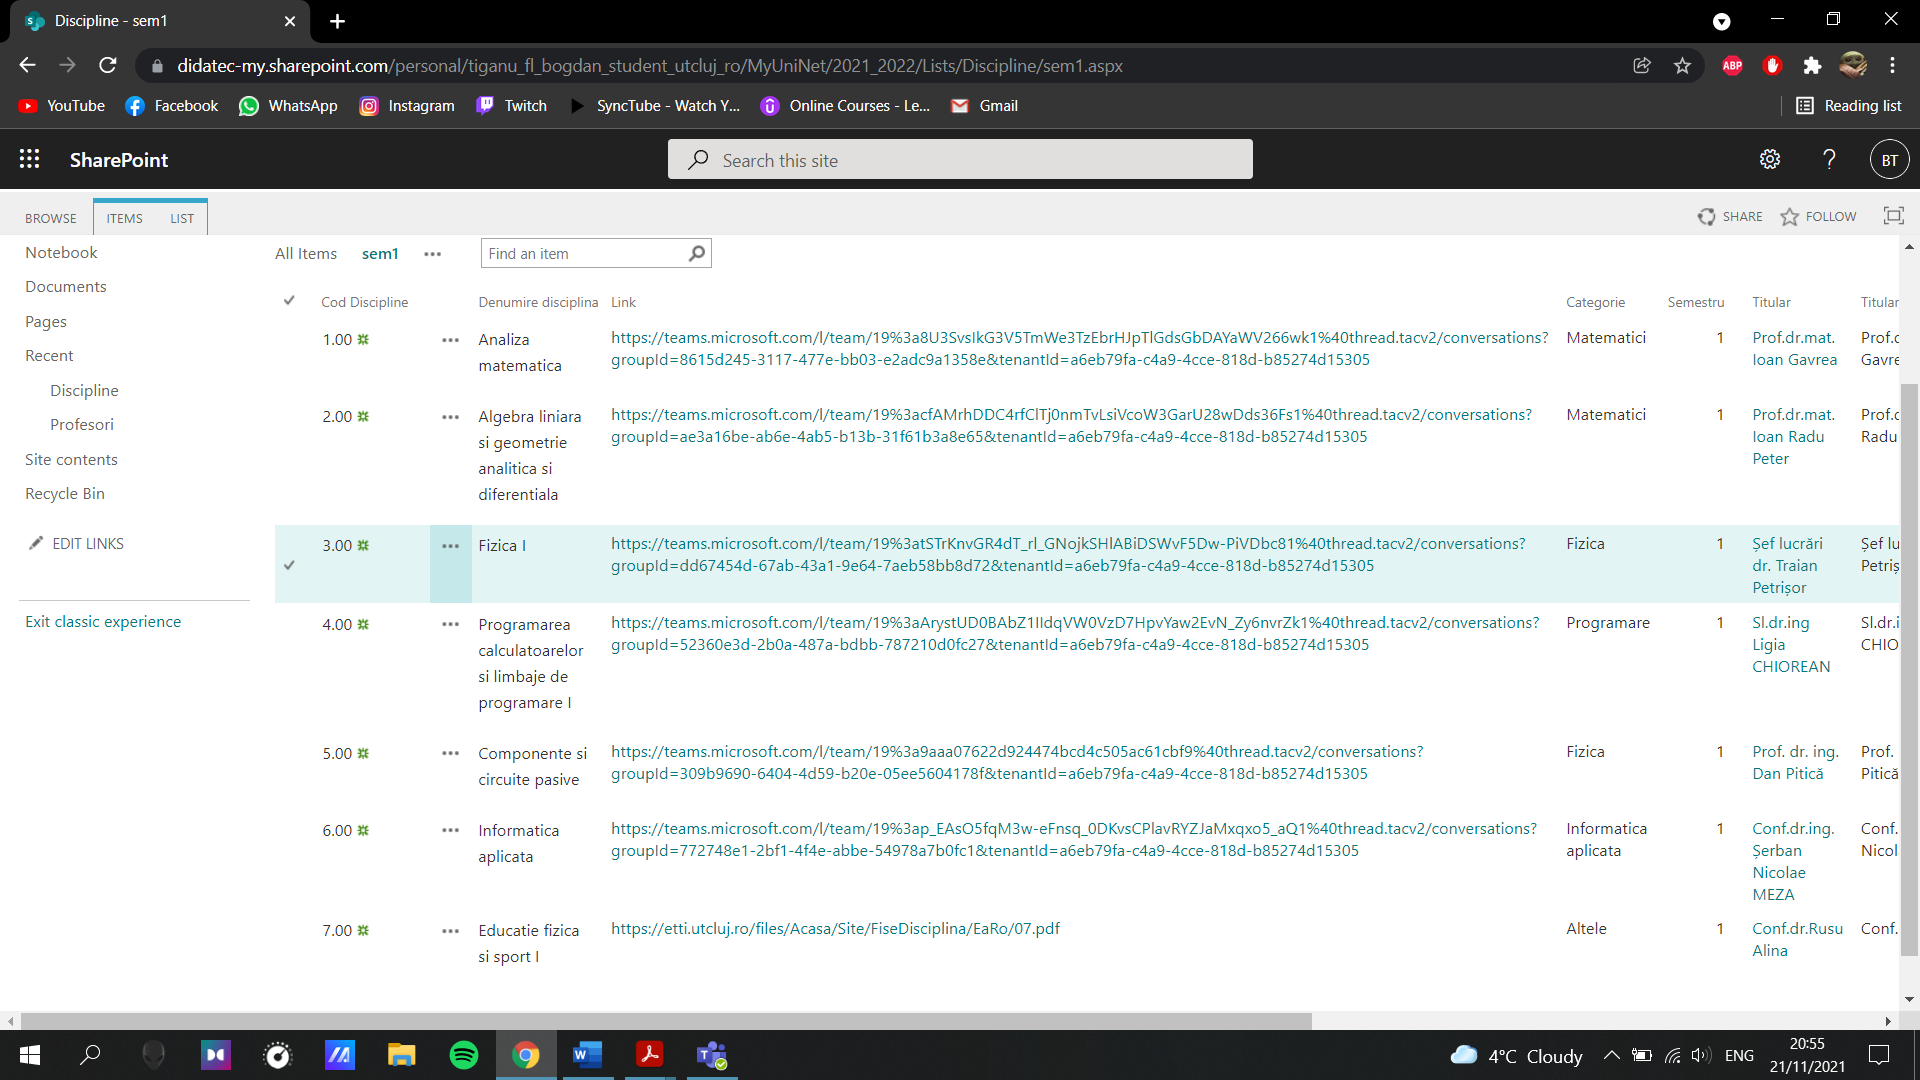 Discipline - sem1
didatec-my.sharepoint.com/personal/tiganu_fl_bogdan_student_utcluj_ro/MyUniNet/2021_2022/Lists/Discipline/sem1.aspx
ABP
YouTube Facebook WhatsApp Instagram Twitch SyncTube - Watch Y... Online Courses - Le... Gmail Reading list
SharePoint Search this site ? BT
BROWSE ITEMS LIST SHARE FOLLOW
Notebook
Documents
Pages
Recent
Discipline
Profesori
Site contents
Recycle Bin
EDIT LINKS
Exit classic experience
All Items sem1 ••• Find an item
Cod Discipline Denumire disciplina Link Categorie Semestru Titular Titular
1.00 ••• Analiza matematica
https://teams.microsoft.com/l/team/19%3a8U3SvsIkG3V5TmWe3TzEbrHJpTlGdsGbDAYaWV266wk1%40thread.tacv2/conversations?
groupId=8615d245-3117-477e-bb03-e2adc9a1358e&tenantId=a6eb79fa-c4a9-4cce-818d-b85274d15305
Matematici 1 Prof.dr.mat.
Ioan Gavrea
2.00 ••• Algebra liniara
si geometrie
analitica si
diferentiala
https://teams.microsoft.com/l/team/19%3acfAMrhDDC4rfClTj0nmTvLsiVcoW3GarU28wDds36Fs1%40thread.tacv2/conversations?
groupId=ae3a16be-ab6e-4ab5-b13b-31f61b3a8e65&tenantId=a6eb79fa-c4a9-4cce-818d-b85274d15305
Matematici 1 Prof.dr.mat.
Ioan Radu
Peter
Radu
3.00 ••• Fizica I
https://teams.microsoft.com/l/team/19%3atSTrKnvGR4dT_rl_GNojkSHlABiDSWvF5Dw-PiVDbc81%40thread.tacv2/conversations?
groupId=dd67454d-67ab-43a1-9e64-7aeb58bb8d72&tenantId=a6eb79fa-c4a9-4cce-818d-b85274d15305
Fizica 1 Șef lucrări
dr. Traian
Petrișor
Șef lu
4.00 ••• Programarea
calculatoarelor
si limbaje de
programare I
https://teams.microsoft.com/l/team/19%3aArystUD0BAbZ1IIdqVW0VzD7HpvYaw2EvN_Zy6nvrZk1%40thread.tacv2/conversations?
groupId=52360e3d-2b0a-487a-bdbb-787210d0fc27&tenantId=a6eb79fa-c4a9-4cce-818d-b85274d15305
Programare 1 Sl.dr.ing
Ligia
CHIOREAN
CHIO
5.00 ••• Componente si
circuite pasive
https://teams.microsoft.com/l/team/19%3a9aaa07622d924474bcd4c505ac61cbf9%40thread.tacv2/conversations?
groupId=309b9690-6404-4d59-b20e-05ee5604178f&tenantId=a6eb79fa-c4a9-4cce-818d-b85274d15305
Fizica 1 Prof. dr. ing.
Dan Pitică
Prof.
Pitică
6.00 ••• Informatica
aplicata
https://teams.microsoft.com/l/team/19%3ap_EAsO5fqM3w-eFnsq_0DKvsCPlavRYZJaMxqxo5_aQ1%40thread.tacv2/conversations?
groupId=772748e1-2bf1-4f4e-abbe-54978a7b0fc1&tenantId=a6eb79fa-c4a9-4cce-818d-b85274d15305
Informatica
aplicata
1 Conf.dr.ing.
Șerban
Nicolae
MEZA
Conf.
Nicol
7.00 ••• Educatie fizica
si sport I
https://etti.utcluj.ro/files/Acasa/Site/FiseDisciplina/EaRo/07.pdf
Altele 1 Conf.dr.Rusu
Alina
Conf.
4°C Cloudy ENG 20:55
21/11/2021